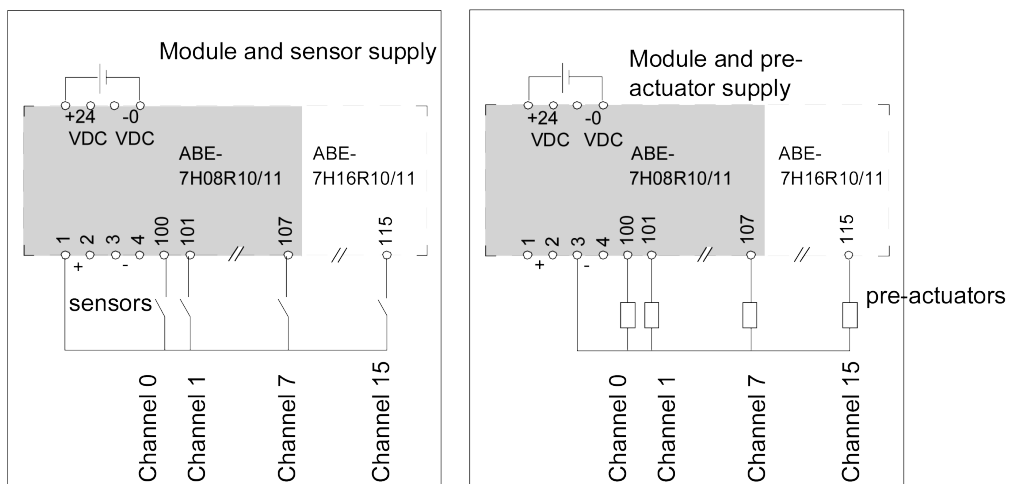 Module and sensor supply
+24 -0
VDC VDC
ABE- ABE-
7H08R10/11 7H16R10/11
1 2 3 4 100 101 // 107 // 115
+ -
sensors
Channel 0
Channel 1
Channel 7
Channel 15
Module and pre-
actuator supply
+24 -0
VDC VDC
ABE- ABE-
7H08R10/11 7H16R10/11
1 2 3 4 100 101 // 107 // 115
+ -
pre-actuators
Channel 0
Channel 1
Channel 7
Channel 15